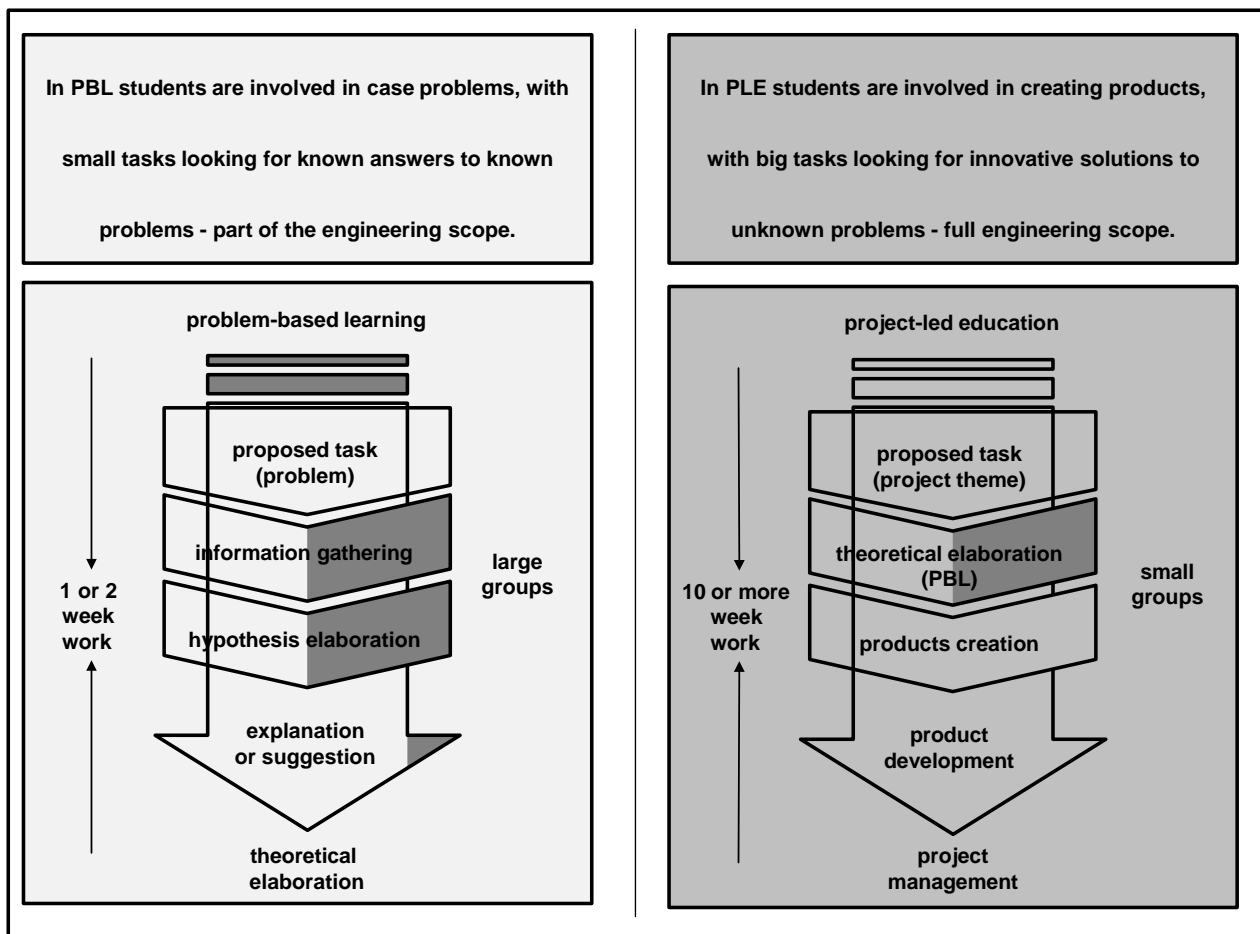 In PBL students are involved in case problems, with
small tasks looking for known answers to known
problems - part of the engineering scope.
problem-based learning
proposed task
(problem)
information gathering
hypothesis elaboration
explanation
or suggestion
theoretical
elaboration
1 or 2
week
work
large
groups
In PLE students are involved in creating products,
with big tasks looking for innovative solutions to
unknown problems - full engineering scope.
project-led education
proposed task
(project theme)
theoretical elaboration
(PBL)
products creation
product
development
project
management
10 or more
week
work
small
groups